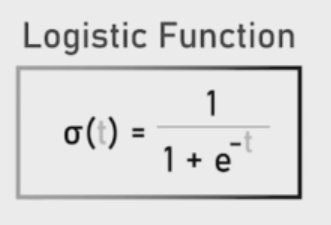 Logistic Function
σ(t) = 1 / (1 + e^-t)